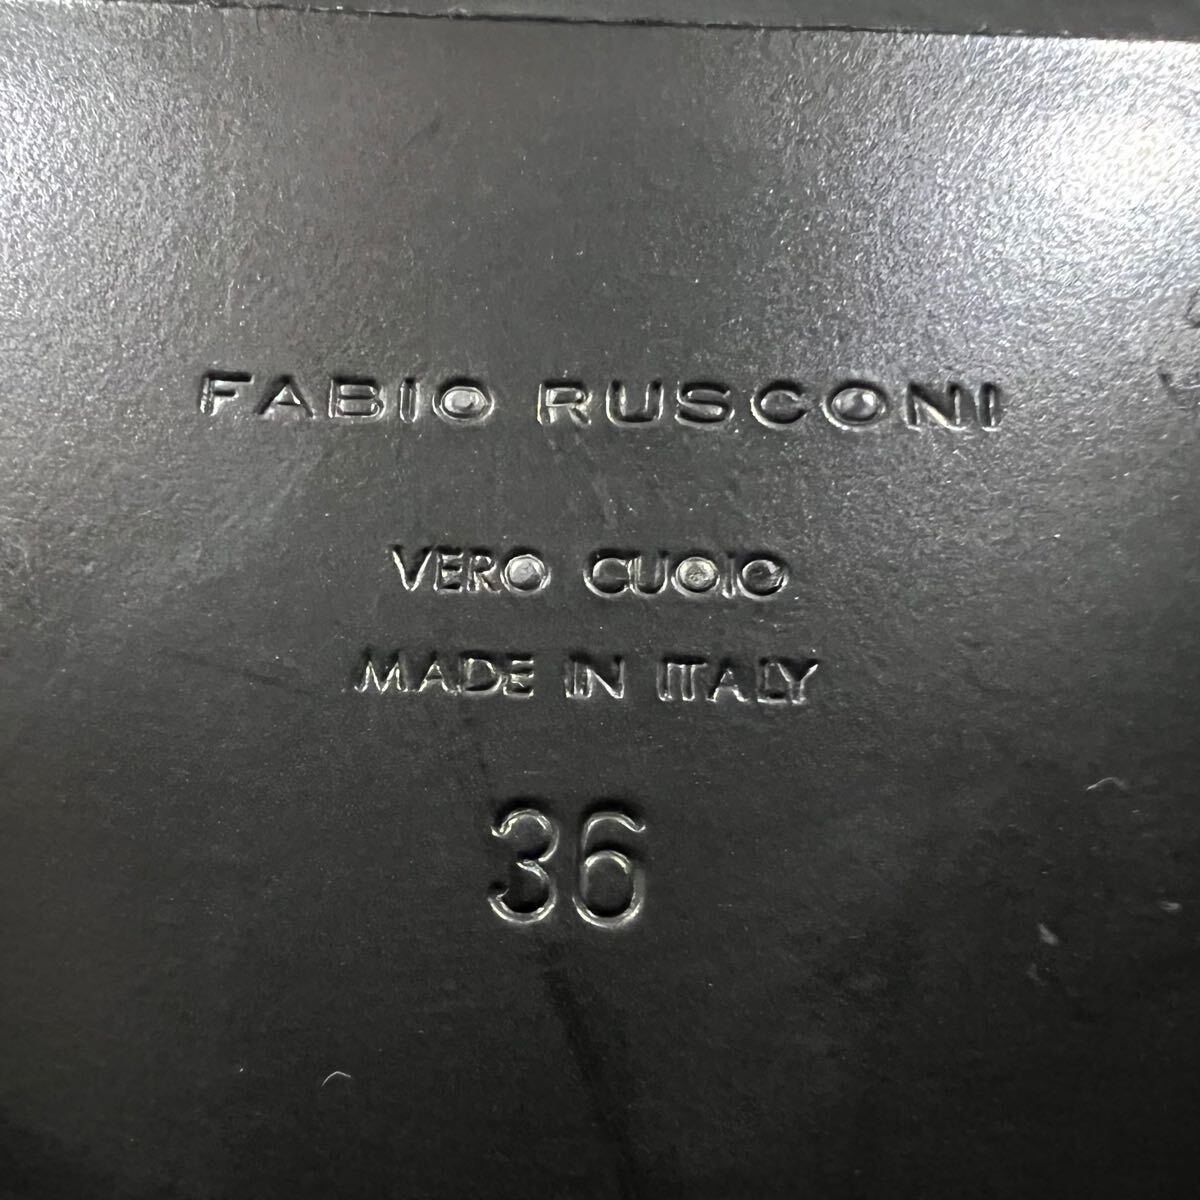 FABIO RUSCONI
VERO CUOIO
MADE IN ITALY
36